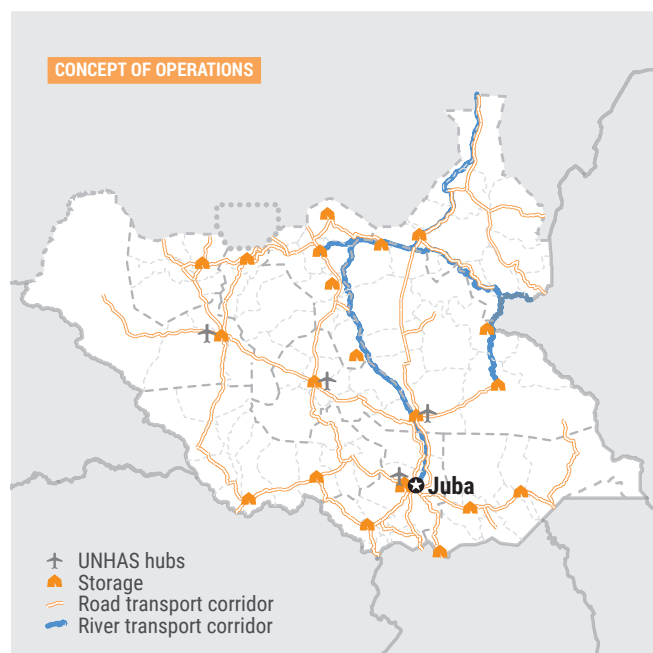 CONCEPT OF OPERATIONS
Juba
UNHAS hubs
Storage
Road transport corridor
River transport corridor